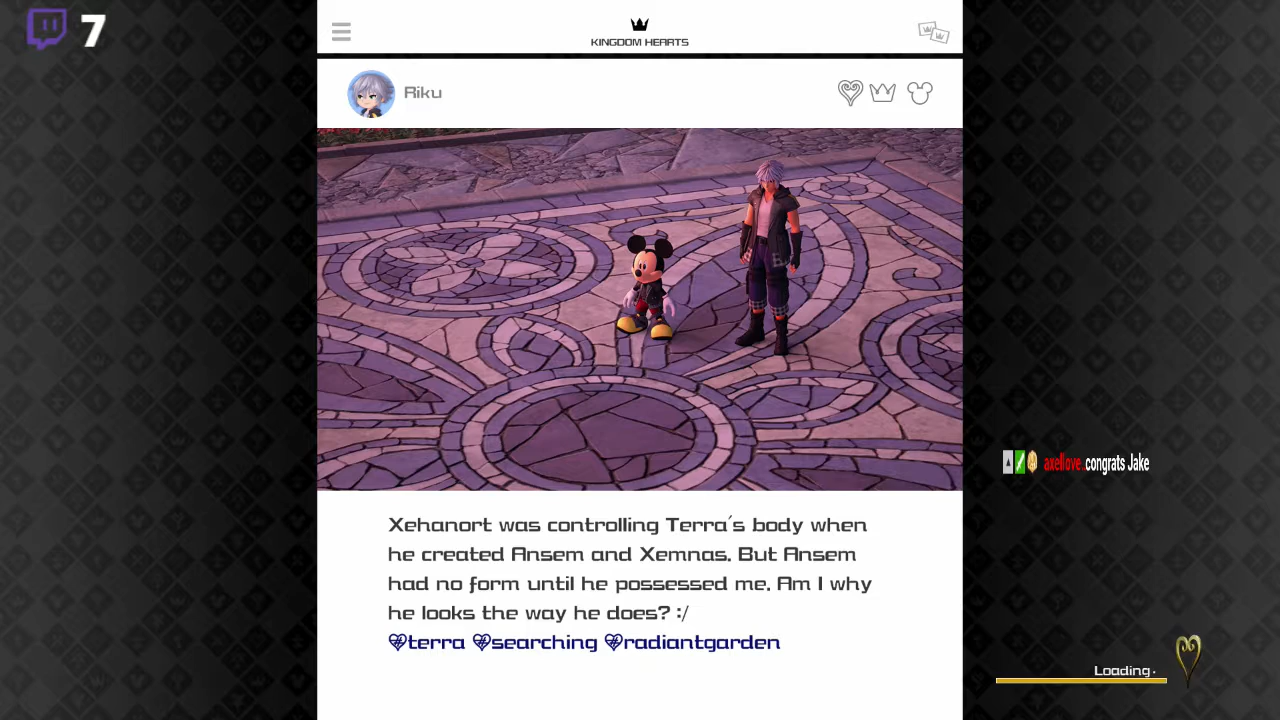 7
KINGDOM HEARTS
Riku
axellove: congrats Jake
Xehanort was controlling Terra's body when
he created Ansem and Xemnas. But Ansem
had no form until he possessed me. Am I why
he looks the way he does? :/
terra searching radiantgarden
Loading.